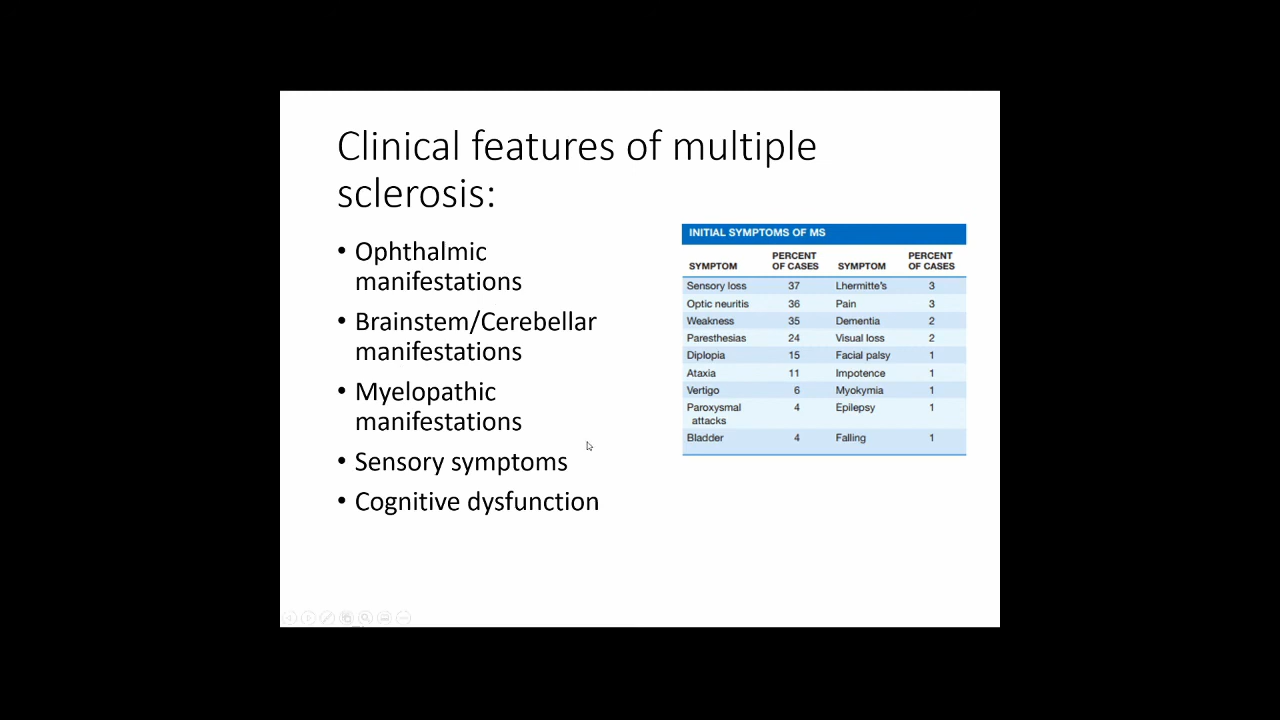 Clinical features of multiple
sclerosis:
• Ophthalmic
manifestations
• Brainstem/Cerebellar
manifestations
• Myelopathic
manifestations
• Sensory symptoms
• Cognitive dysfunction
INITIAL SYMPTOMS OF MS
SYMPTOM PERCENT OF CASES SYMPTOM PERCENT OF CASES
Sensory loss 37 Lhermitte's 3
Optic neuritis 36 Pain 3
Weakness 35 Dementia 2
Paresthesias 24 Visual loss 2
Diplopia 15 Facial palsy 1
Ataxia 11 Impotence 1
Vertigo 6 Myokymia 1
Paroxysmal attacks 4 Epilepsy 1
Bladder 4 Falling 1